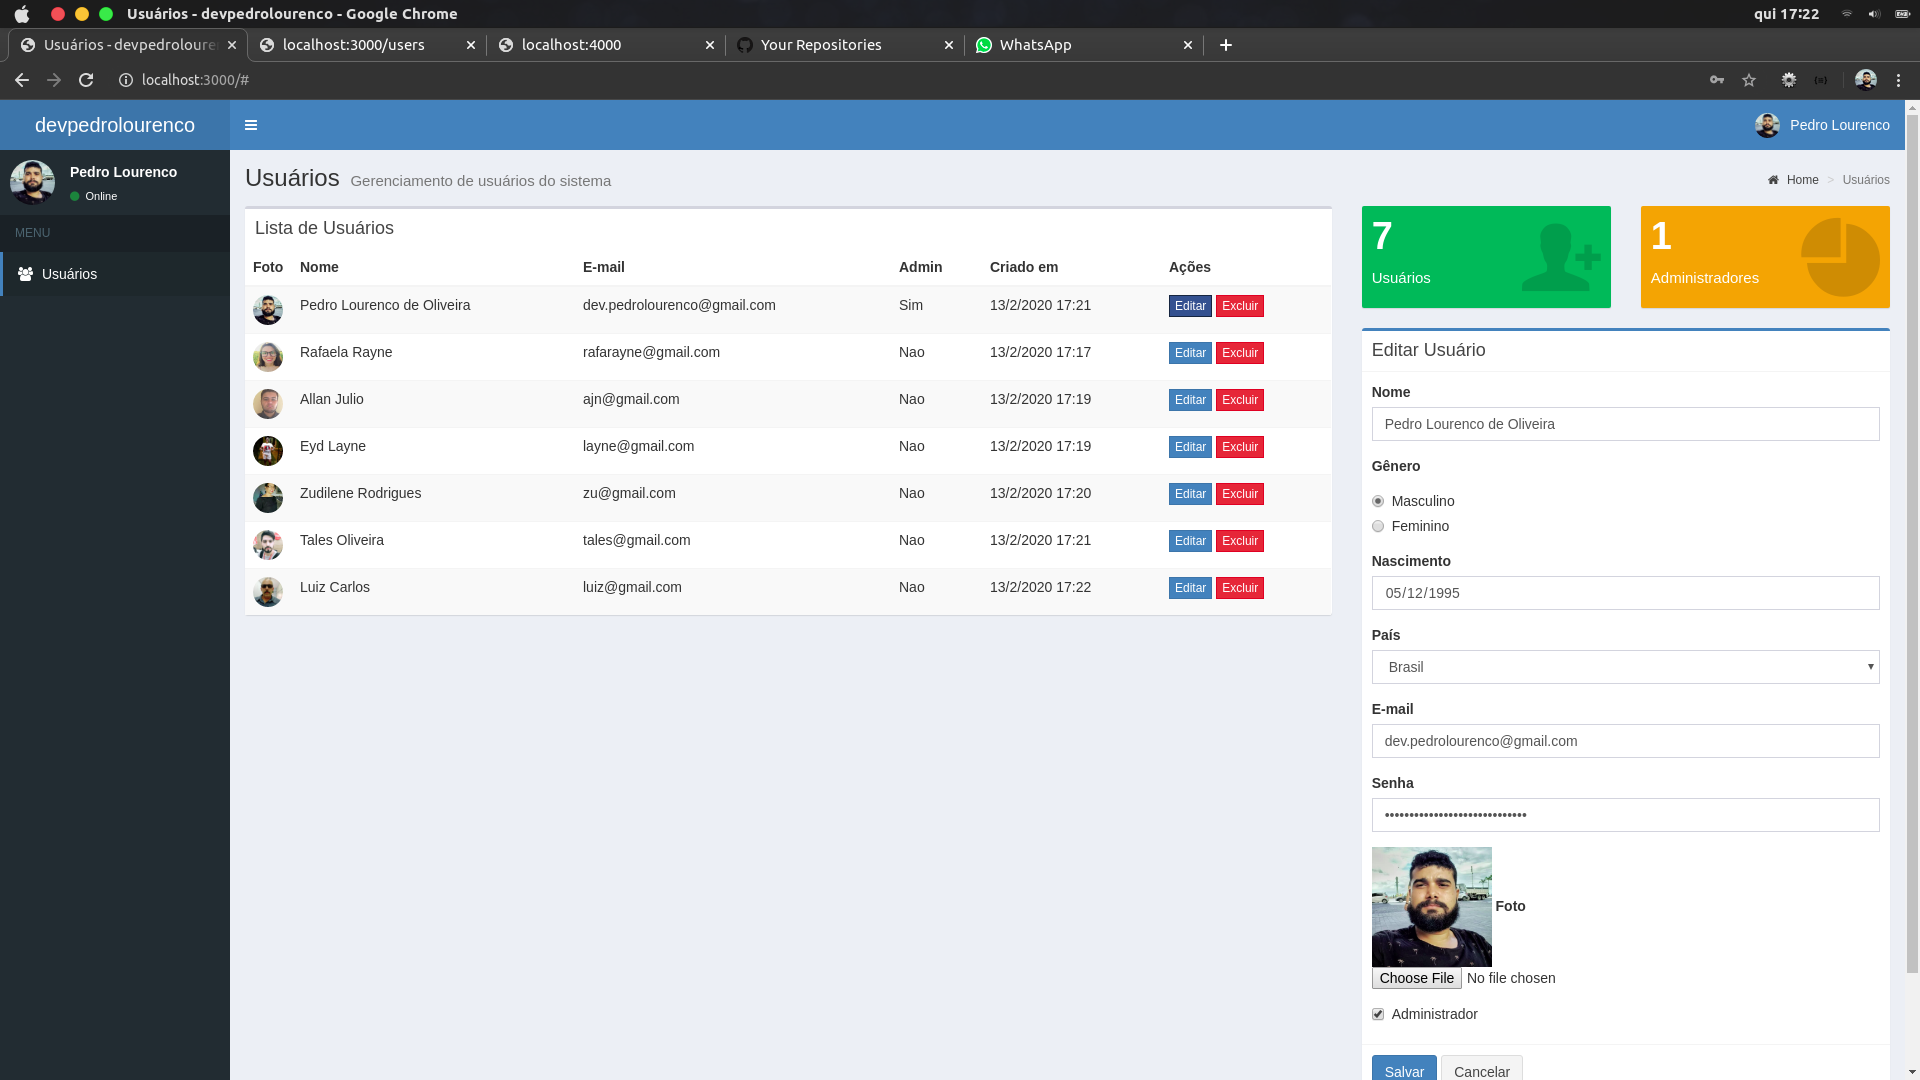 Usuários - devpedrolourenco - Google Chrome
qui 17:22
Usuários - devpedroloure
localhost:3000/users
localhost:4000
Your Repositories
WhatsApp
localhost:3000/#
devpedrolourenco
Pedro Lourenco
Pedro Lourenco
Online
MENU
Usuários
Usuários Gerenciamento de usuários do sistema
Home > Usuários
Lista de Usuários
Foto Nome E-mail Admin Criado em Ações
Pedro Lourenco de Oliveira dev.pedrolourenco@gmail.com Sim 13/2/2020 17:21 Editar Excluir
Rafaela Rayne rafarayne@gmail.com Nao 13/2/2020 17:17 Editar Excluir
Allan Julio ajn@gmail.com Nao 13/2/2020 17:19 Editar Excluir
Eyd Layne layne@gmail.com Nao 13/2/2020 17:19 Editar Excluir
Zudilene Rodrigues zu@gmail.com Nao 13/2/2020 17:20 Editar Excluir
Tales Oliveira tales@gmail.com Nao 13/2/2020 17:21 Editar Excluir
Luiz Carlos luiz@gmail.com Nao 13/2/2020 17:22 Editar Excluir
7
Usuários
1
Administradores
Editar Usuário
Nome
Pedro Lourenco de Oliveira
Gênero
Masculino
Feminino
Nascimento
05/12/1995
País
Brasil
E-mail
dev.pedrolourenco@gmail.com
Senha
•••••••••••••••••••••••••••••
Foto
Choose File No file chosen
Administrador
Salvar Cancelar